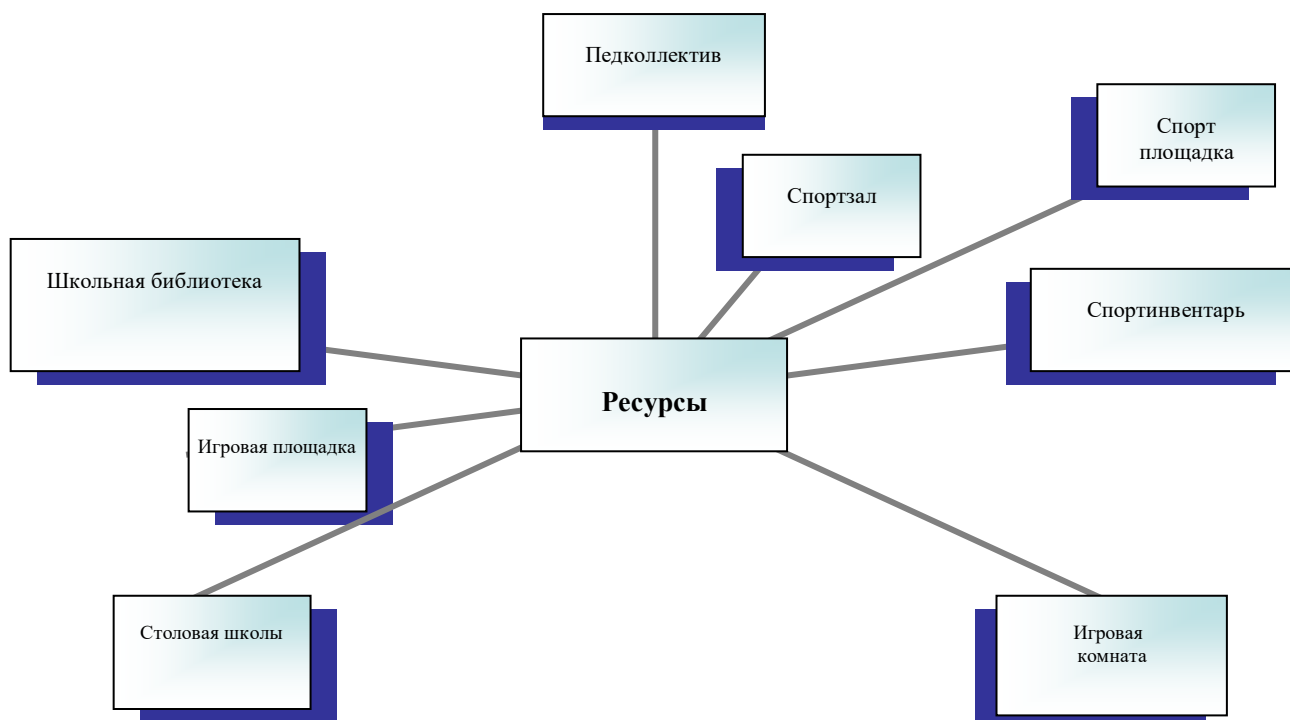 Педколлектив
Спорт
площадка
Спортзал
Школьная библиотека
Спортинвентарь
Ресурсы
Игровая площадка
Столовая школы
Игровая
комната